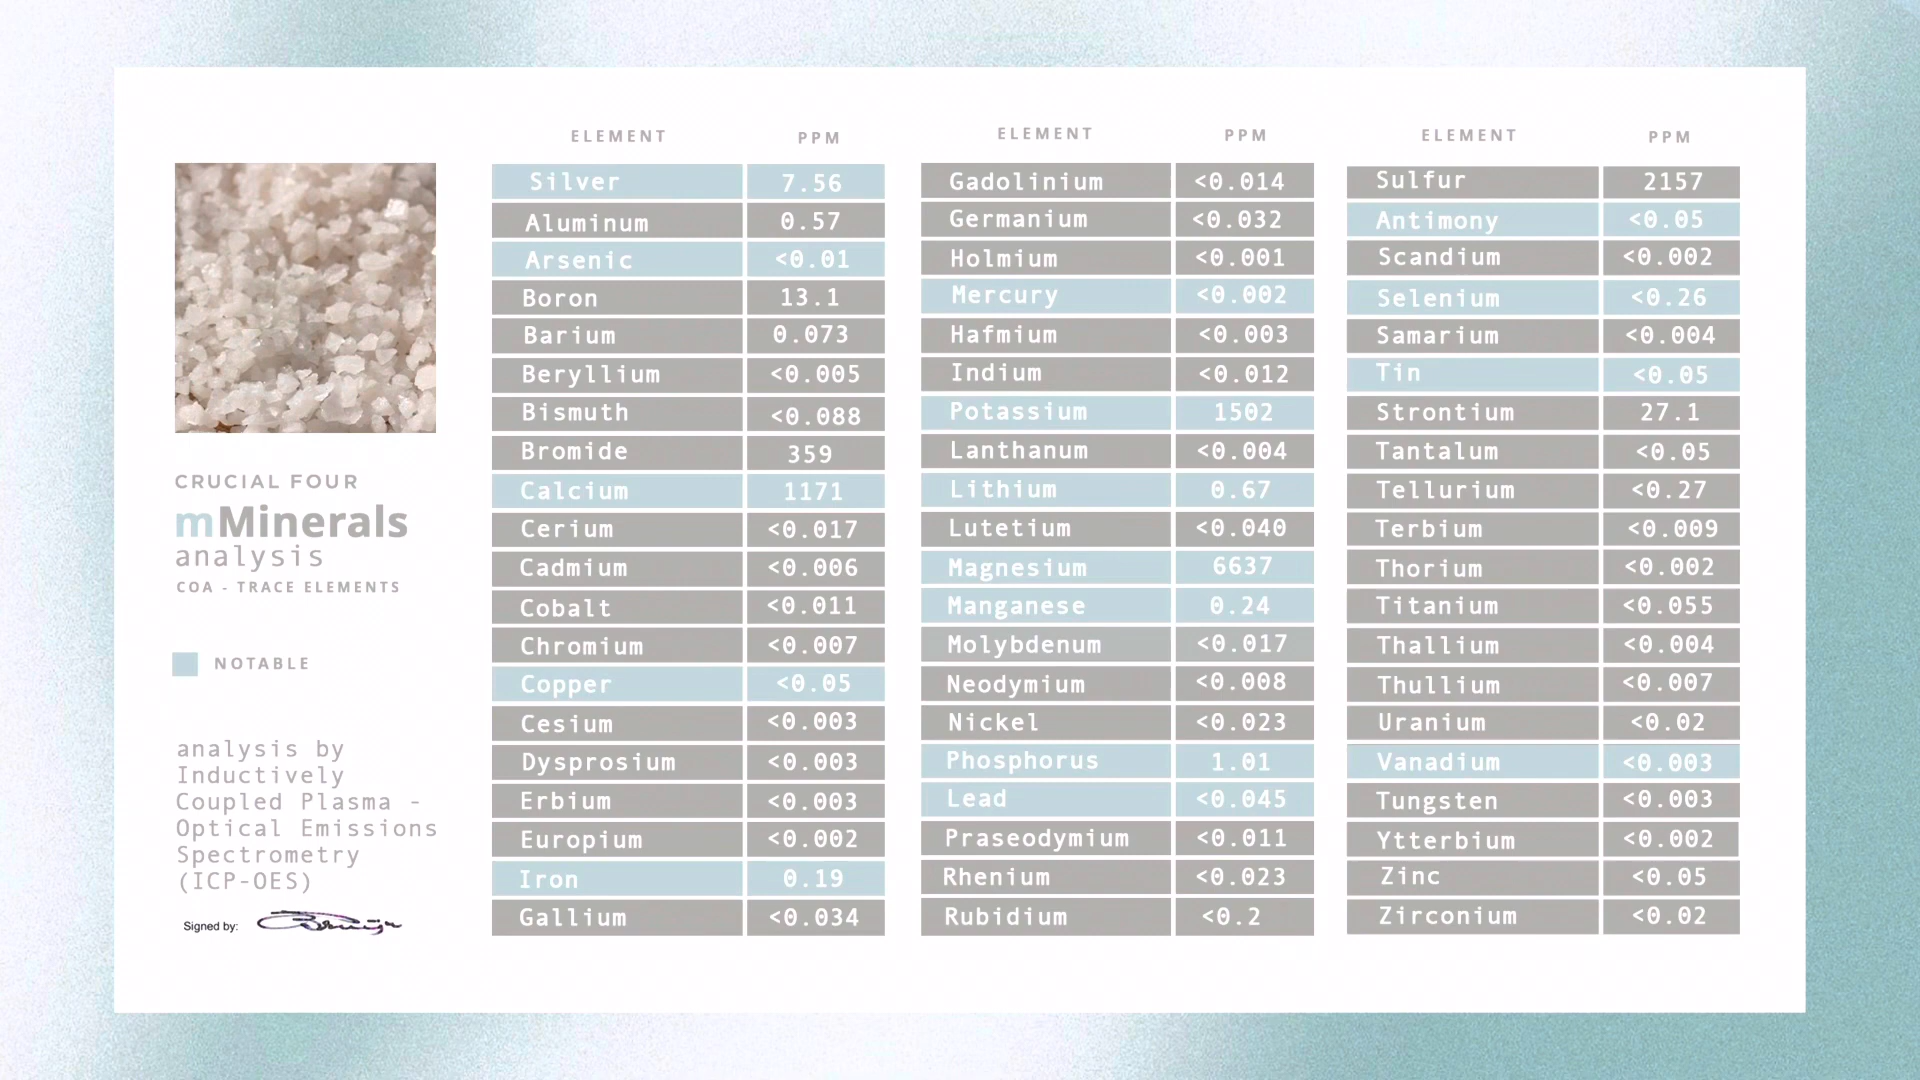 CRUCIAL FOUR
mMinerals
analysis
COA - TRACE ELEMENTS
NOTABLE
analysis by
Inductively
Coupled Plasma -
Optical Emissions
Spectrometry
(ICP-OES)
Signed by:
ELEMENT PPM
Silver 7.56
Aluminum 0.57
Arsenic <0.01
Boron 13.1
Barium 0.073
Beryllium <0.005
Bismuth <0.088
Bromide 359
Calcium 1171
Cerium <0.017
Cadmium <0.006
Cobalt <0.011
Chromium <0.007
Copper <0.05
Cesium <0.003
Dysprosium <0.003
Erbium <0.003
Europium <0.002
Iron 0.19
Gallium <0.034
ELEMENT PPM
Gadolinium <0.014
Germanium <0.032
Holmium <0.001
Mercury <0.002
Hafmium <0.003
Indium <0.012
Potassium 1502
Lanthanum <0.004
Lithium 0.67
Lutetium <0.040
Magnesium 6637
Manganese 0.24
Molybdenum <0.017
Neodymium <0.008
Nickel <0.023
Phosphorus 1.01
Lead <0.045
Praseodymium <0.011
Rhenium <0.023
Rubidium <0.2
ELEMENT PPM
Sulfur 2157
Antimony <0.05
Scandium <0.002
Selenium <0.26
Samarium <0.004
Tin <0.05
Strontium 27.1
Tantalum <0.05
Tellurium <0.27
Terbium <0.009
Thorium <0.002
Titanium <0.055
Thallium <0.004
Thullium <0.007
Uranium <0.02
Vanadium <0.003
Tungsten <0.003
Ytterbium <0.002
Zinc <0.05
Zirconium <0.02